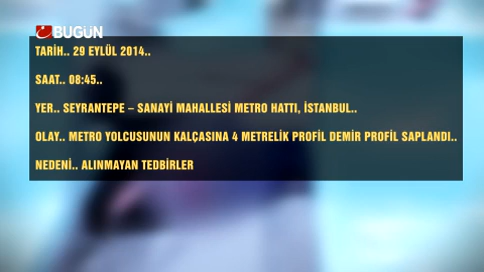 BUGÜN
TARİH.. 29 EYLÜL 2014..
SAAT.. 08:45..
YER.. SEYRANTEPE – SANAYİ MAHALLESİ METRO HATTI, İSTANBUL..
OLAY.. METRO YOLCUSUNUN KALÇASINA 4 METRELİK PROFİL DEMİR PROFİL SAPLANDI..
NEDENİ.. ALINMAYAN TEDBİRLER